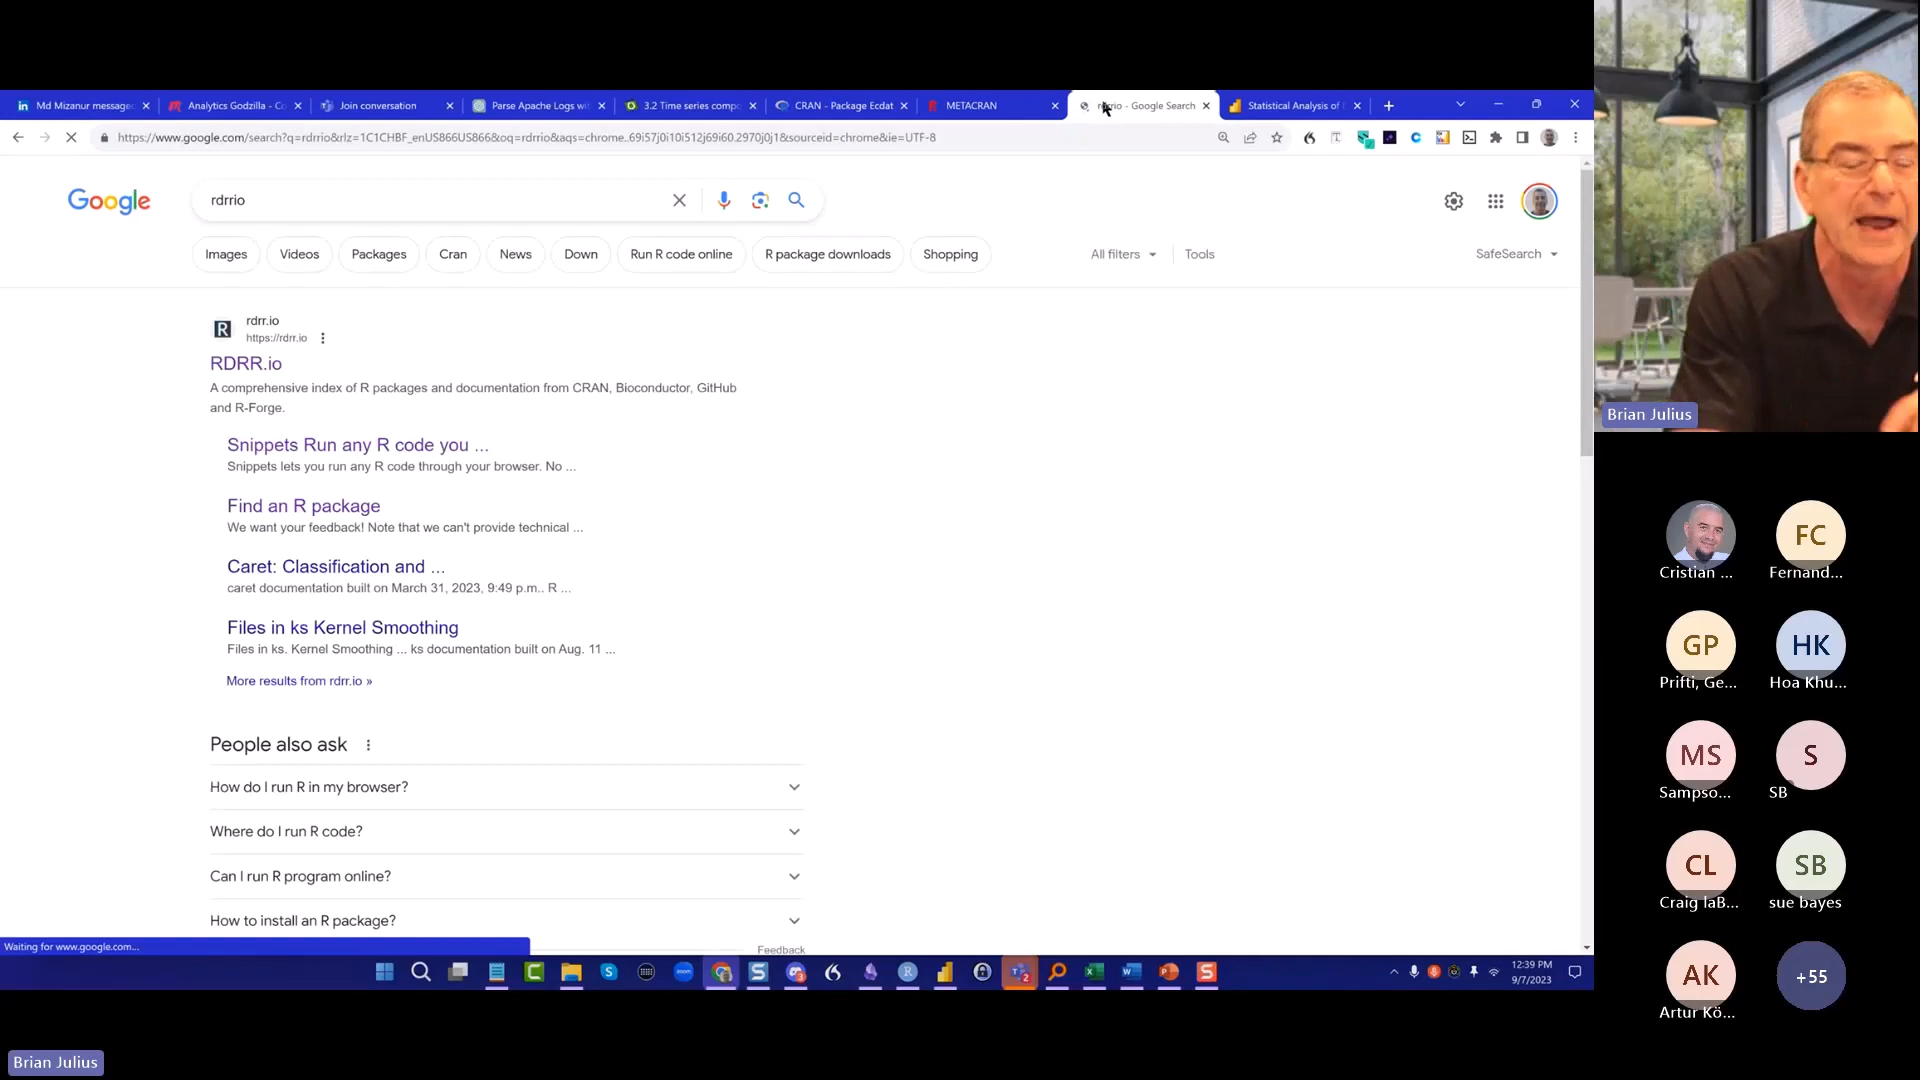 Md Mizanur message
Analytics Godzilla - Co
Join conversation
Parse Apache Logs wit
3.2 Time series compo
CRAN - Package Ecdat
METACRAN
rdrrio - Google Search
Statistical Analysis of
https://www.google.com/search?q=rdrrio&rlz=1C1CHBF_enUS866US866&oq=rdrrio&aqs=chrome..69i57j0i10i512j69i60.2970j0j1&sourceid=chrome&ie=UTF-8
Google
rdrrio
Images
Videos
Packages
Cran
News
Down
Run R code online
R package downloads
Shopping
All filters
Tools
SafeSearch
rdrr.io
https://rdrr.io
RDRR.io
A comprehensive index of R packages and documentation from CRAN, Bioconductor, GitHub
and R-Forge.
Snippets Run any R code you ...
Snippets lets you run any R code through your browser. No ...
Find an R package
We want your feedback! Note that we can't provide technical ...
Caret: Classification and ...
caret documentation built on March 31, 2023, 9:49 p.m.. R ...
Files in ks Kernel Smoothing
Files in ks. Kernel Smoothing ... ks documentation built on Aug. 11 ...
More results from rdrr.io »
People also ask
How do I run R in my browser?
Where do I run R code?
Can I run R program online?
How to install an R package?
Feedback
Waiting for www.google.com...
12:39 PM
9/7/2023
Brian Julius
Cristian ...
FC
Fernand...
GP
Prifti, Ge...
HK
Hoa Khu...
MS
Sampso...
S
SB
CL
Craig laB...
SB
sue bayes
AK
Artur Kö...
+55
Brian Julius